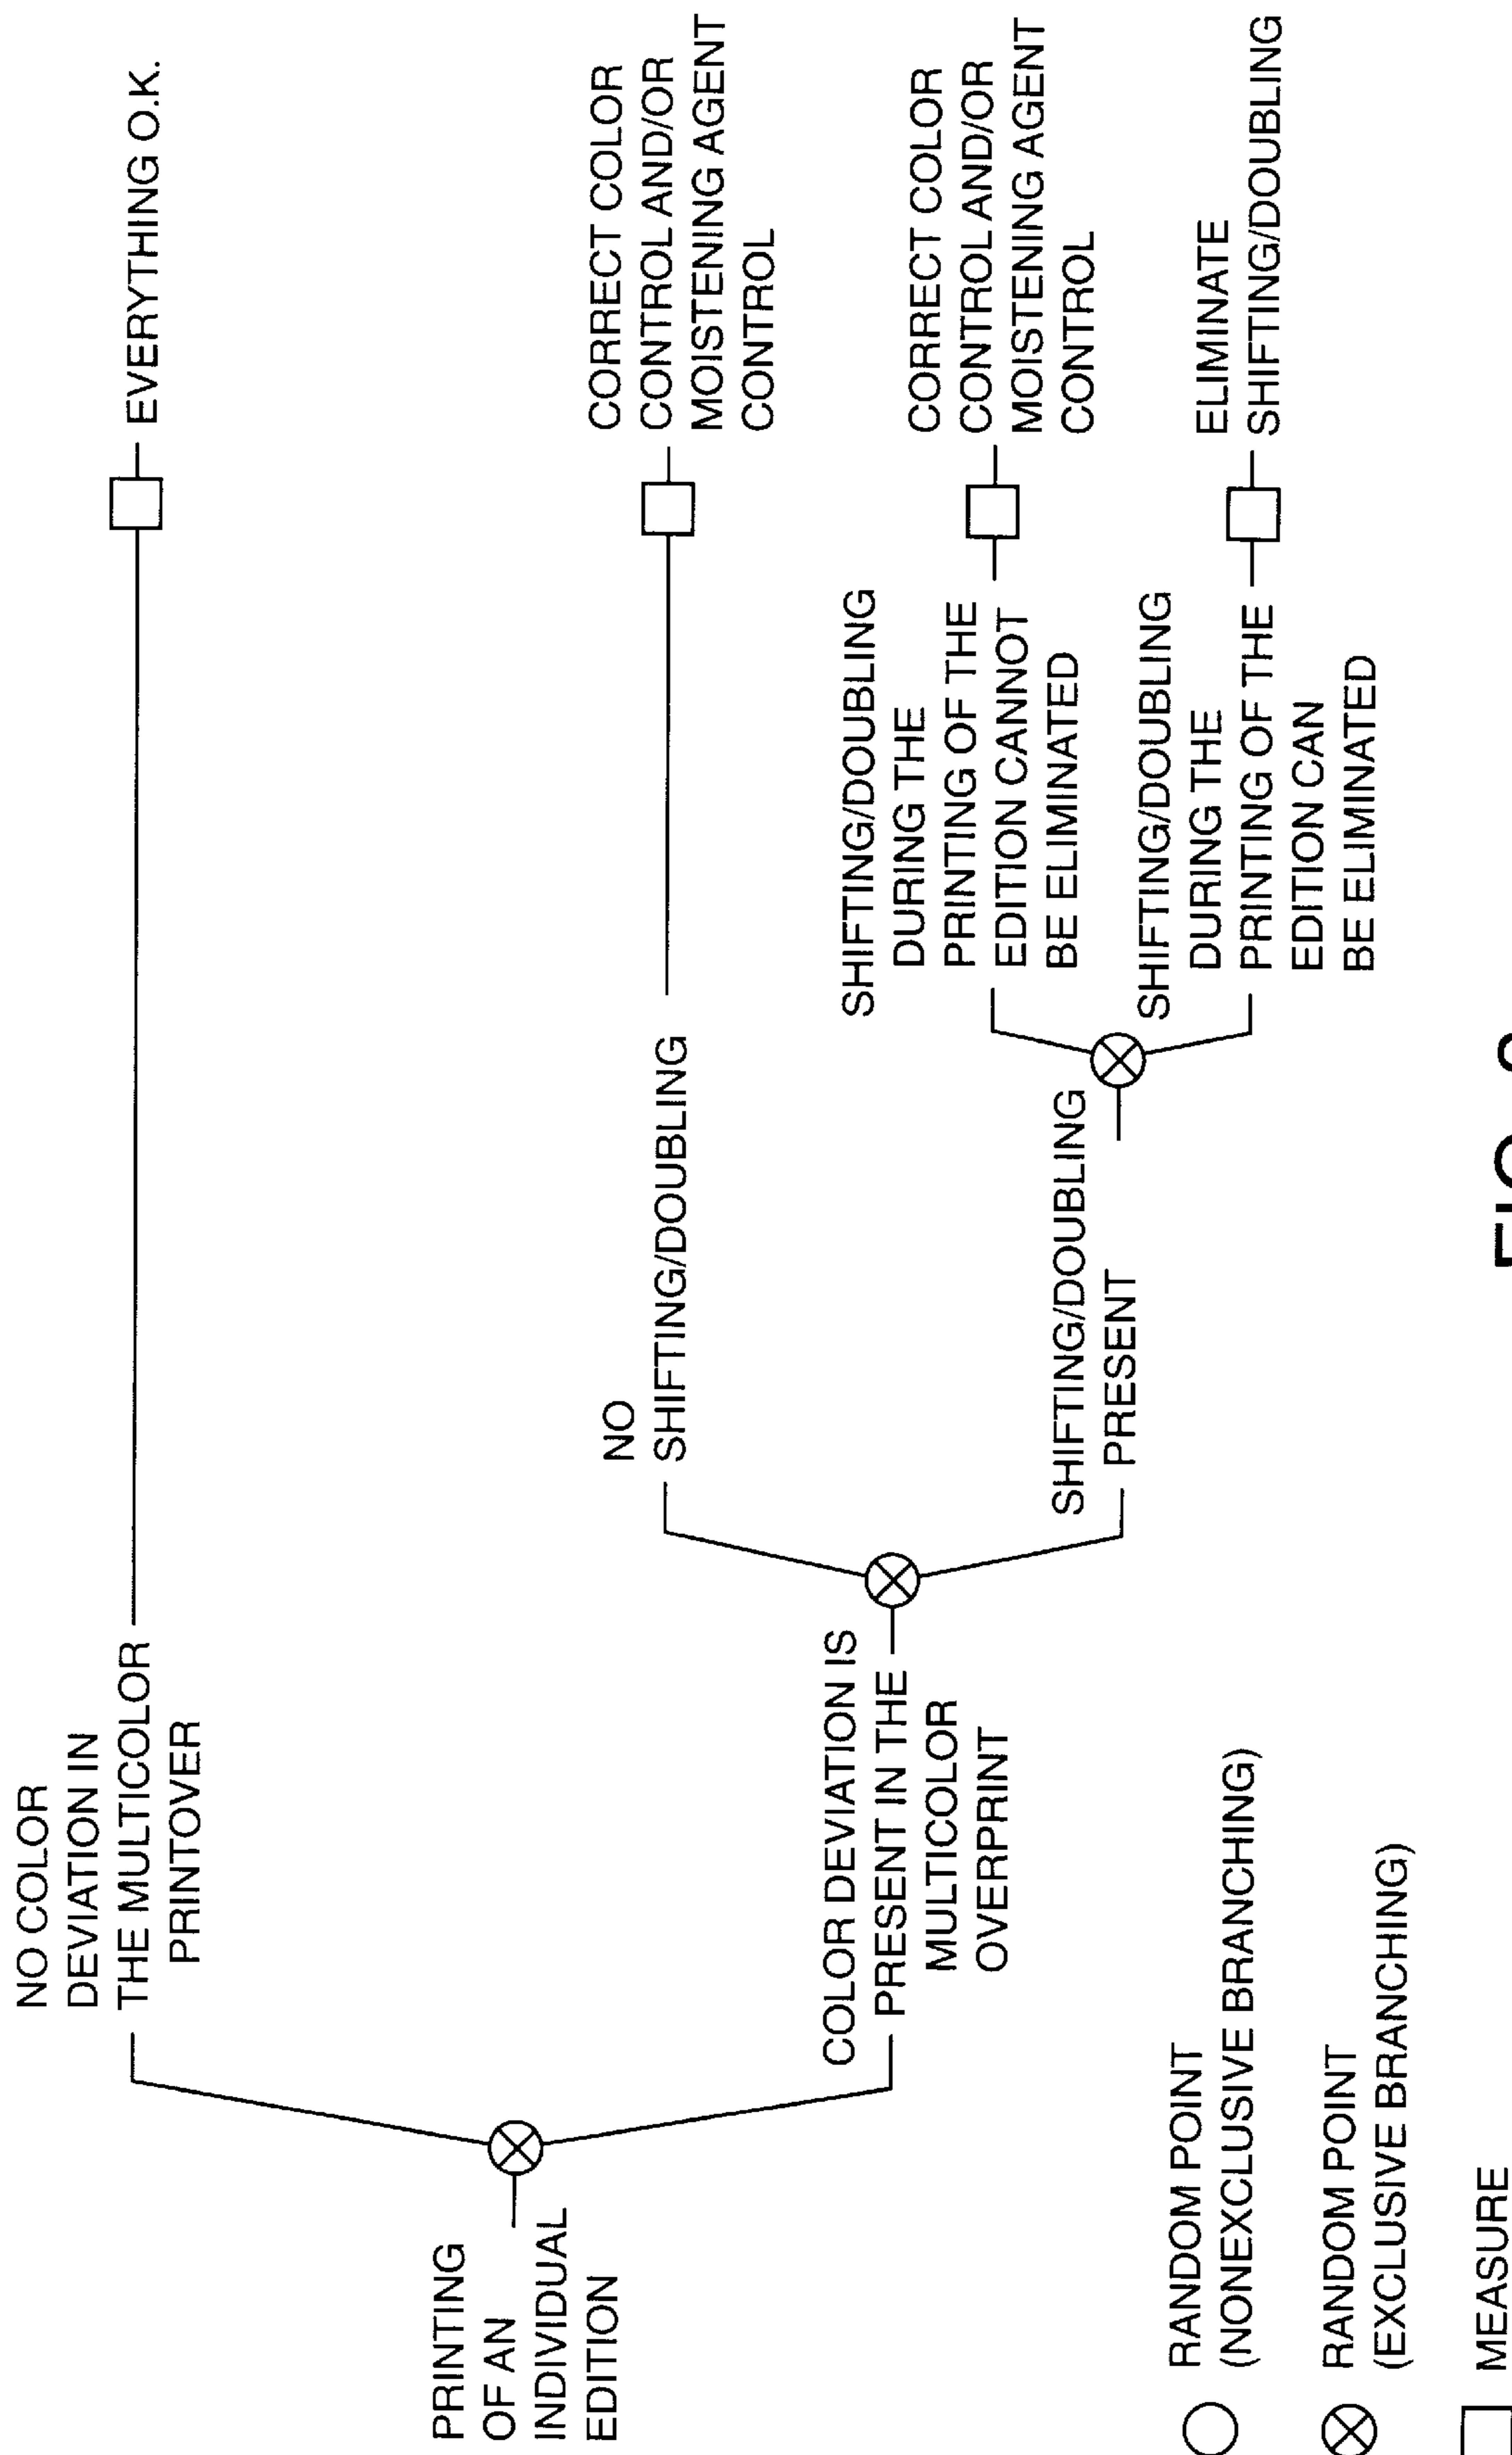 PRINTING
OF AN
INDIVIDUAL
EDITION
NO COLOR
DEVIATION IN
THE MULTICOLOR
PRINTOVER
EVERYTHING O.K.
COLOR DEVIATION IS
PRESENT IN THE
MULTICOLOR
OVERPRINT
NO
SHIFTING/DOUBLING
CORRECT COLOR
CONTROL AND/OR
MOISTENING AGENT
CONTROL
SHIFTING/DOUBLING
PRESENT
SHIFTING/DOUBLING
DURING THE
PRINTING OF THE
EDITION CANNOT
BE ELIMINATED
CORRECT COLOR
CONTROL AND/OR
MOISTENING AGENT
CONTROL
SHIFTING/DOUBLING
DURING THE
PRINTING OF THE
EDITION CAN
BE ELIMINATED
ELIMINATE
SHIFTING/DOUBLING
RANDOM POINT
(NONEXCLUSIVE BRANCHING)
RANDOM POINT
(EXCLUSIVE BRANCHING)
MEASURE